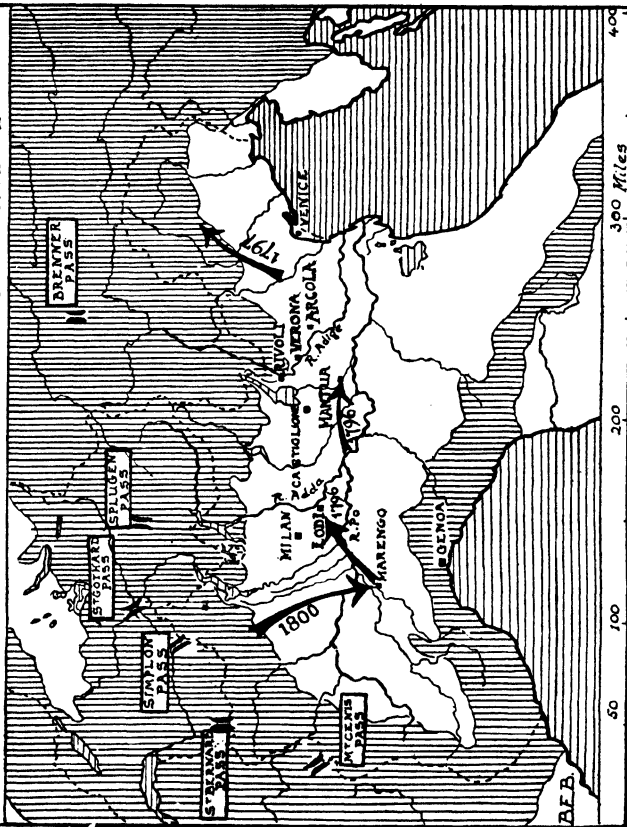 BRENNER
PASS
SPLUGEN
PASS
ST GOTHARD
PASS
SIMPLON
PASS
ST BERNARD
PASS
MT CENIS
PASS
1797
VENICE
RIVOLI
VERONA
ARCOLA
R. Adige
MANTUA
CASTIGLIONE
1796
R. Adda
MILAN
LODI
1796
R. Po
1800
MARENGO
GENOA
B.F.B.
50
100
200
300 Miles
400